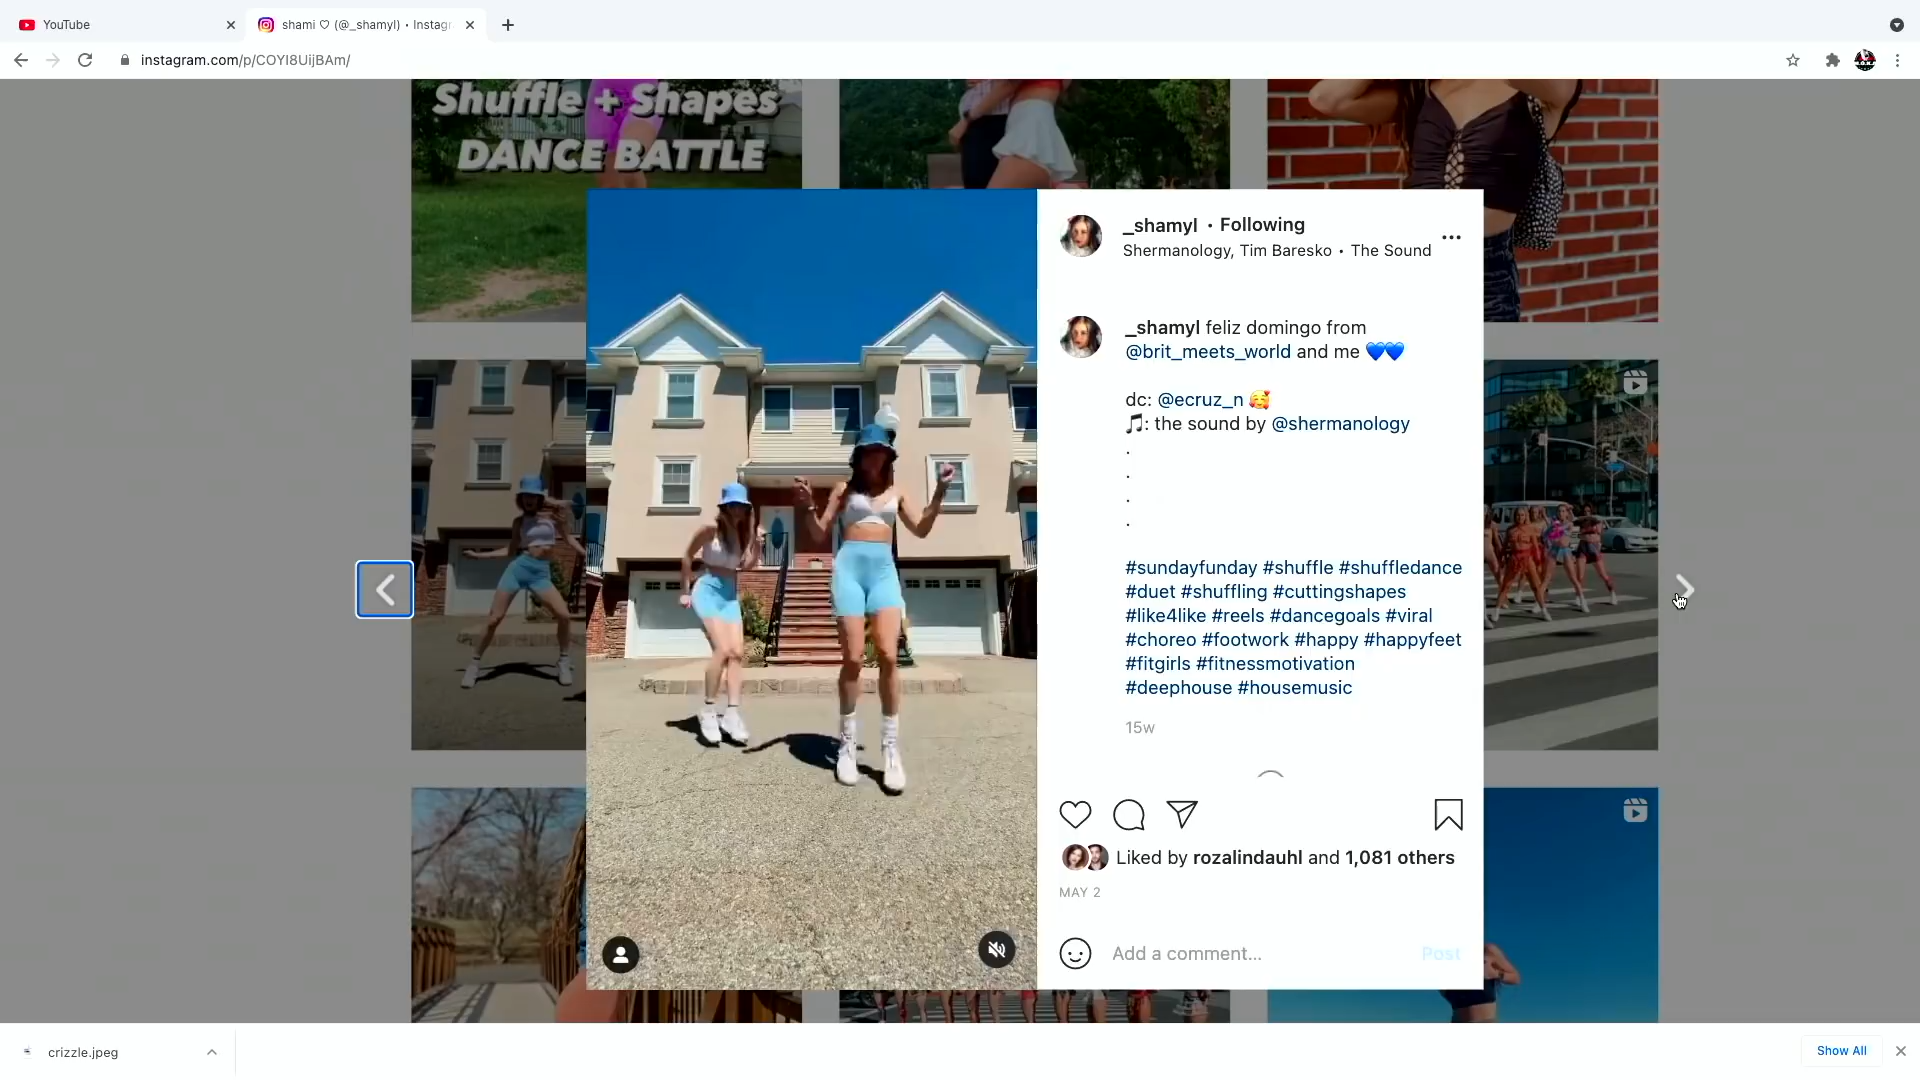 YouTube
shami ♡ (@_shamyl) • Instagr
instagram.com/p/COYI8UijBAm/
Shuffle + Shapes
DANCE BATTLE
_shamyl • Following
Shermanology, Tim Baresko • The Sound
_shamyl feliz domingo from
@brit_meets_world and me 💙💙
dc: @ecruz_n 🥰
🎵: the sound by @shermanology
.
.
.
.
#sundayfunday #shuffle #shuffledance
#duet #shuffling #cuttingshapes
#like4like #reels #dancegoals #viral
#choreo #footwork #happy #happyfeet
#fitgirls #fitnessmotivation
#deephouse #housemusic
15w
Liked by rozalindauhl and 1,081 others
MAY 2
Add a comment...
Post
crizzle.jpeg
Show All